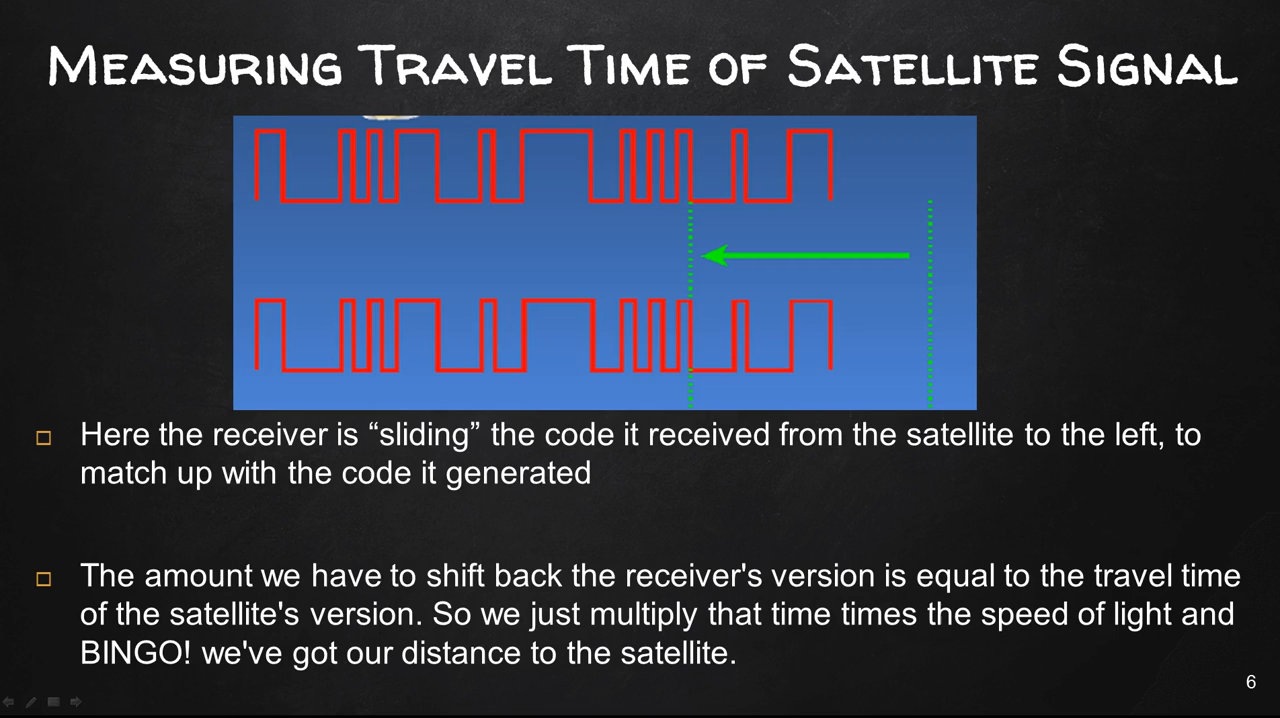 Measuring Travel Time of Satellite Signal
Here the receiver is “sliding” the code it received from the satellite to the left, to
match up with the code it generated
The amount we have to shift back the receiver's version is equal to the travel time
of the satellite's version. So we just multiply that time times the speed of light and
BINGO! we've got our distance to the satellite.
6